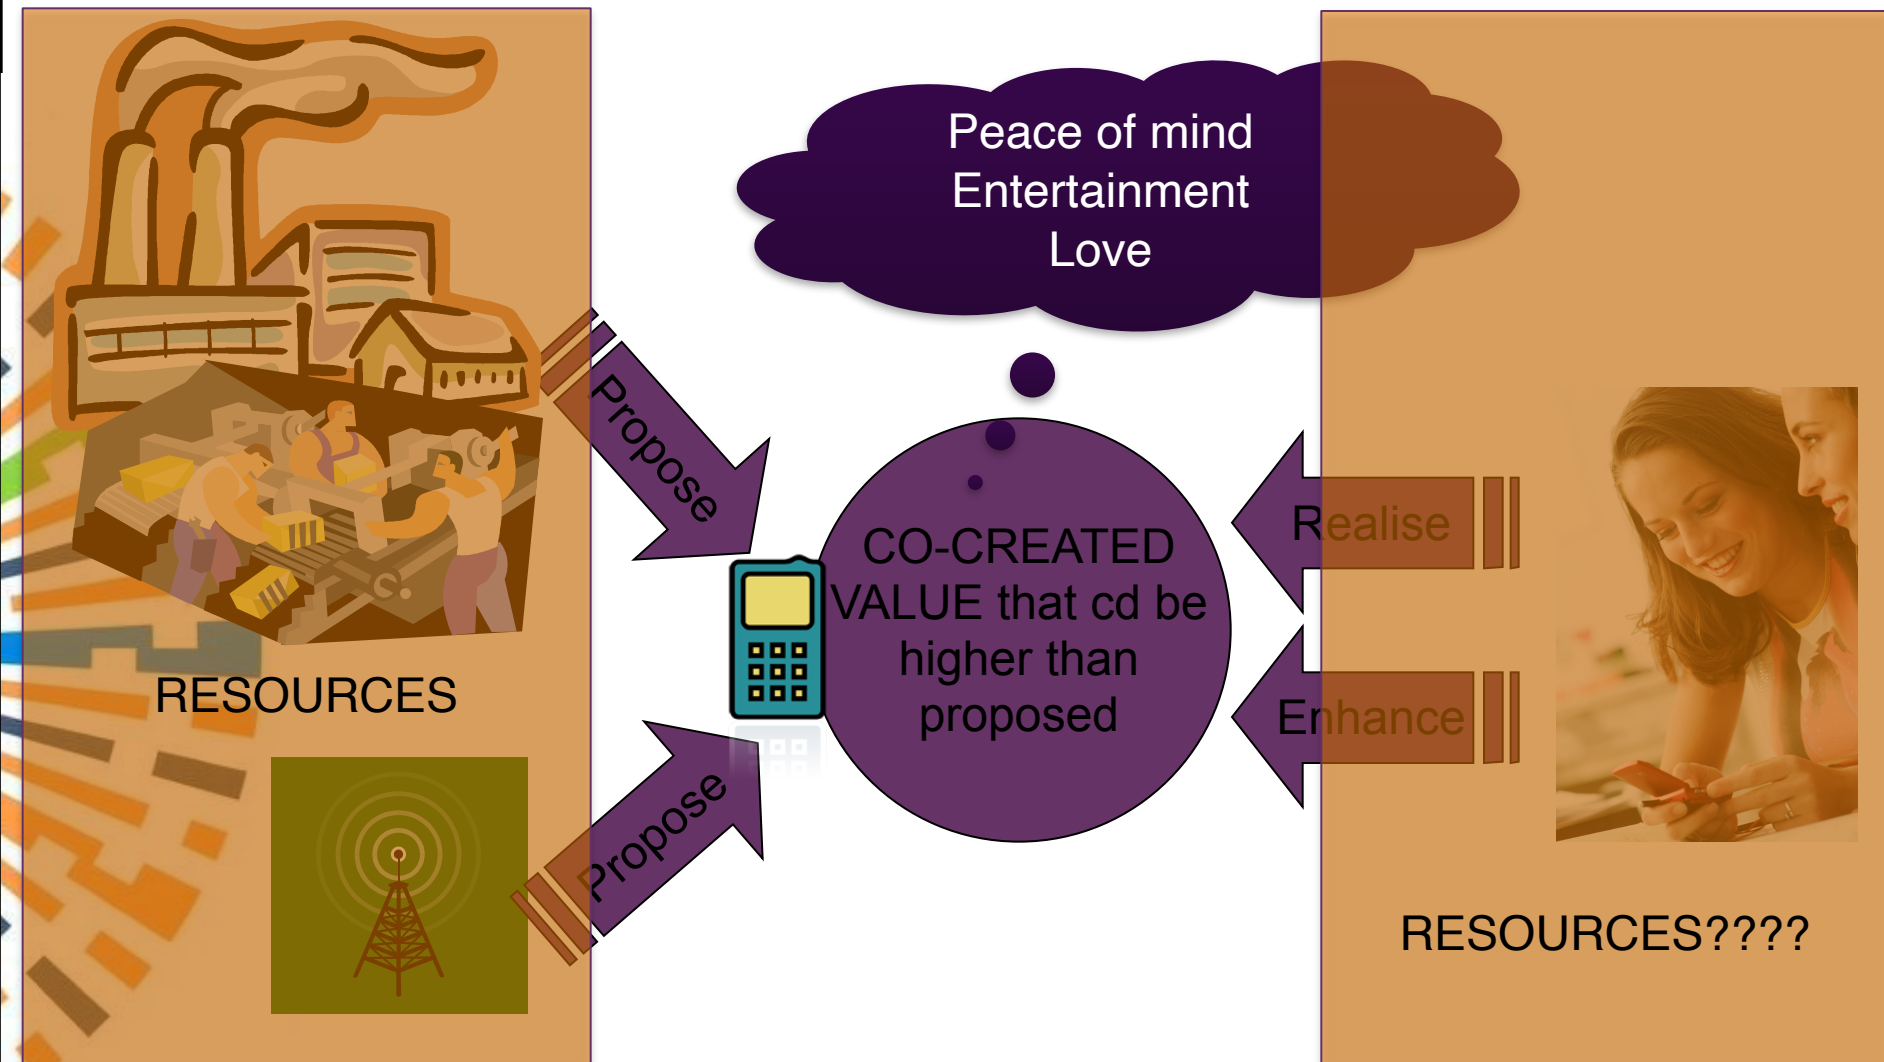 Peace of mind
Entertainment
Love
Propose
CO-CREATED
VALUE that cd be
higher than
proposed
Realise
Enhance
RESOURCES
Propose
RESOURCES????